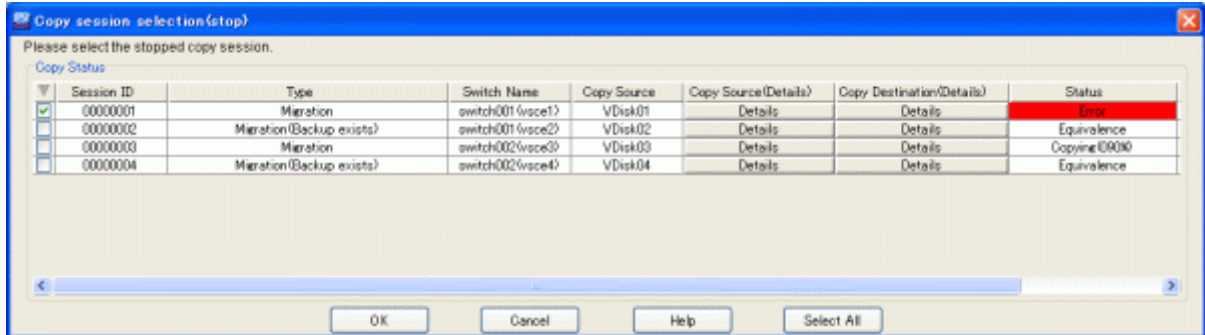 Copy session selection(stop)
Please select the stopped copy session.
Copy Status
Session ID Type Switch Name Copy Source Copy Source(Details) Copy Destination(Details) Status
00000001 Migration switch001(vsce1) VDisk01 Details Details Error
00000002 Migration(Backup exists) switch001(vsce2) VDisk02 Details Details Equivalence
00000003 Migration switch002(vsce3) VDisk03 Details Details Copying(090%)
00000004 Migration(Backup exists) switch002(vsce4) VDisk04 Details Details Equivalence
OK Cancel Help Select All